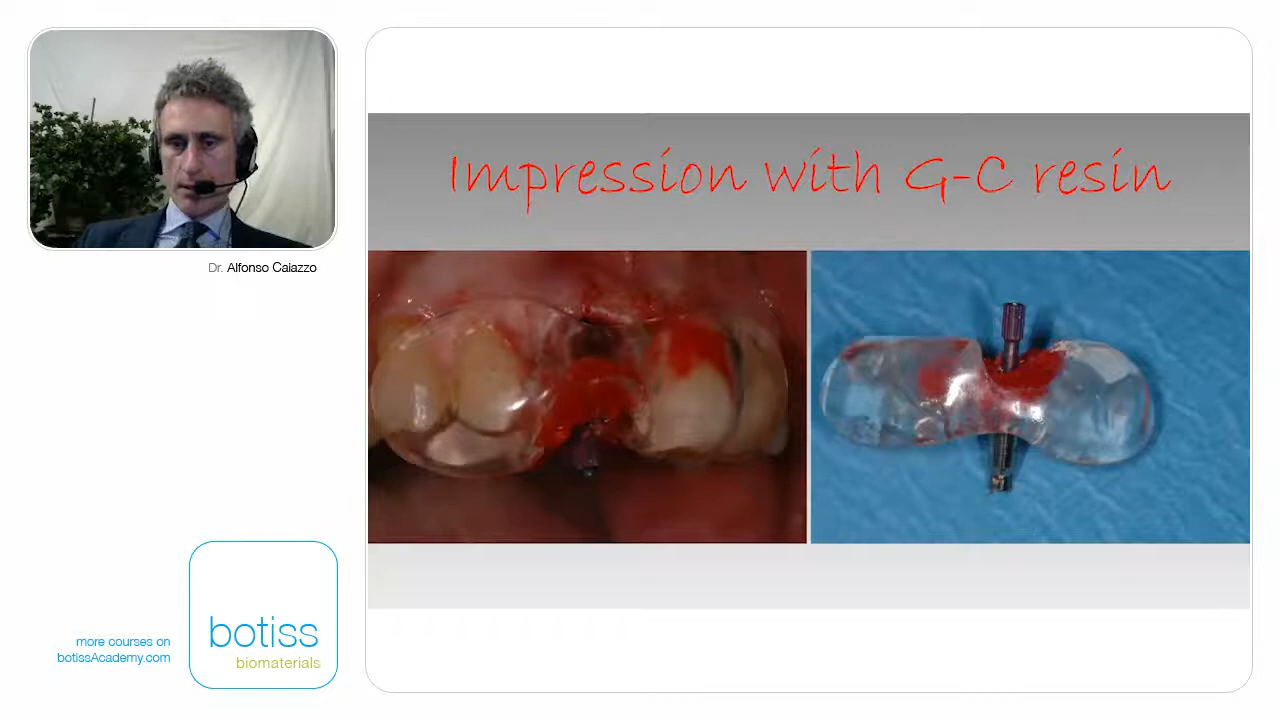 Impression with G-C resin
Dr. Alfonso Caiazzo
botiss
biomaterials
more courses on
botissAcademy.com